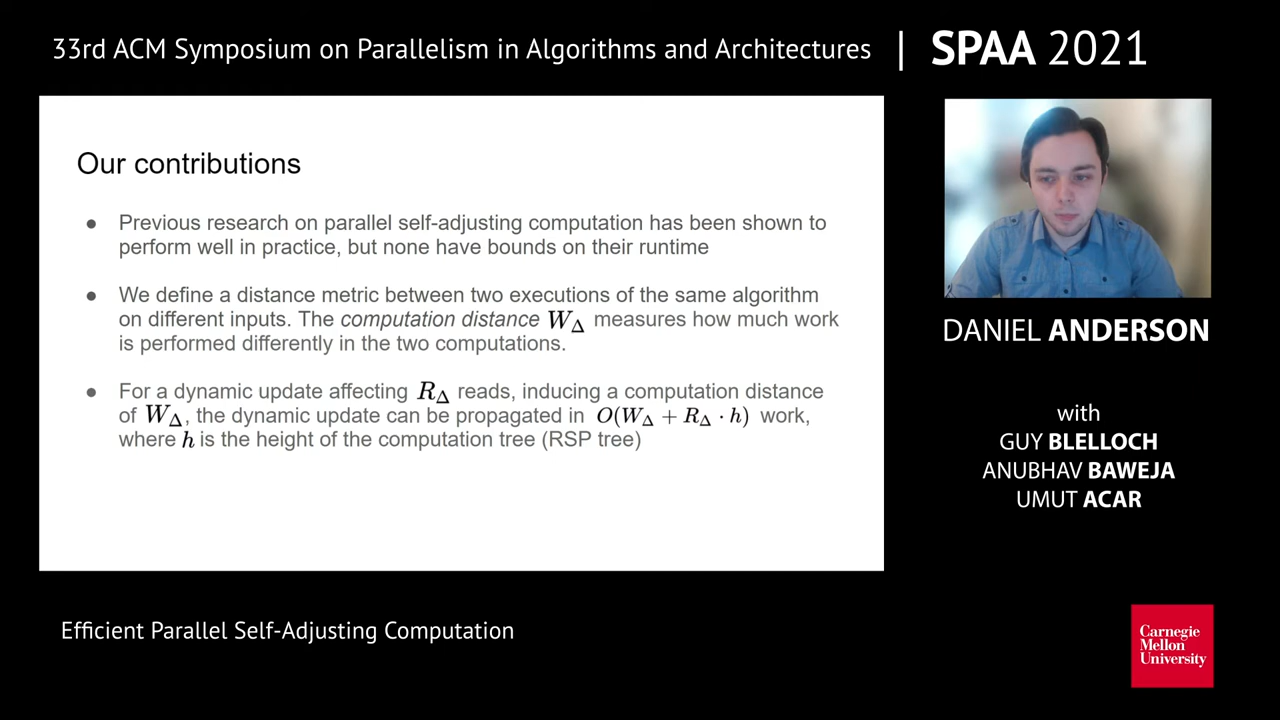 33rd ACM Symposium on Parallelism in Algorithms and Architectures | SPAA 2021
Our contributions
● Previous research on parallel self-adjusting computation has been shown to
perform well in practice, but none have bounds on their runtime
● We define a distance metric between two executions of the same algorithm
on different inputs. The computation distance W_Δ measures how much work
is performed differently in the two computations.
● For a dynamic update affecting R_Δ reads, inducing a computation distance
of W_Δ, the dynamic update can be propagated in O(W_Δ + R_Δ · h) work,
where h is the height of the computation tree (RSP tree)
DANIEL ANDERSON
with
GUY BLELLOCH
ANUBHAV BAWEJA
UMUT ACAR
Efficient Parallel Self-Adjusting Computation
Carnegie
Mellon
University